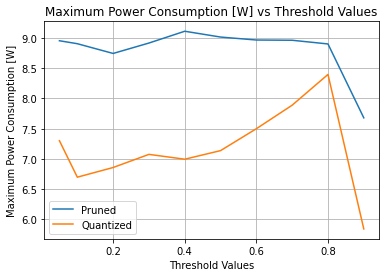 Maximum Power Consumption [W] vs Threshold Values
Maximum Power Consumption [W]
9.0
8.5
8.0
7.5
7.0
6.5
6.0
Pruned
Quantized
0.2
0.4
0.6
0.8
Threshold Values